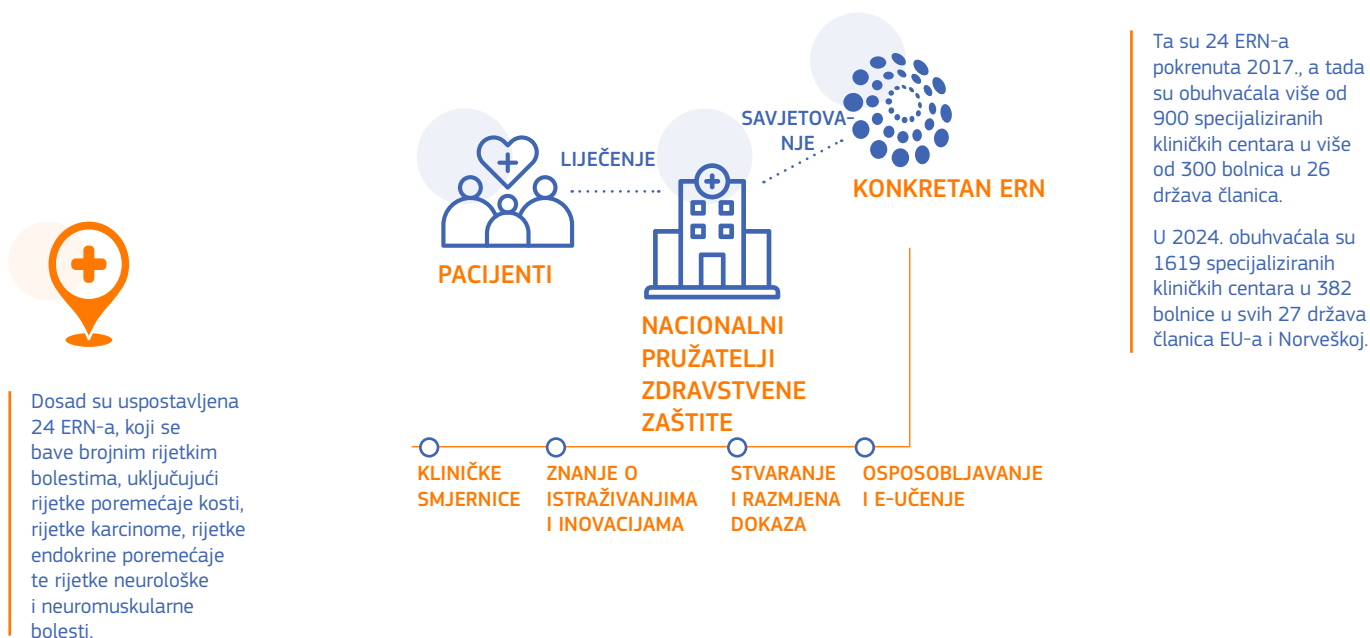 Dosad su uspostavljena
24 ERN-a, koji se
bave brojnim rijetkim
bolestima, uključujući
rijetke poremećaje kosti,
rijetke karcinome, rijetke
endokrine poremećaje
te rijetke neurološke
i neuromuskularne
bolesti.
LIJEČENJE
SAVJETOVA-
NJE
PACIJENTI
NACIONALNI
PRUŽATELJI
ZDRAVSTVENE
ZAŠTITE
KONKRETAN ERN
KLINIČKE
SMJERNICE
ZNANJE O
ISTRAŽIVANJIMA
I INOVACIJAMA
STVARANJE
I RAZMJENA
DOKAZA
OSPOSOBLJAVANJE
I E-UČENJE
Ta su 24 ERN-a
pokrenuta 2017., a tada
su obuhvaćala više od
900 specijaliziranih
kliničkih centara u više
od 300 bolnica u 26
država članica.
U 2024. obuhvaćala su
1619 specijaliziranih
kliničkih centara u 382
bolnice u svih 27 država
članica EU-a i Norveškoj.